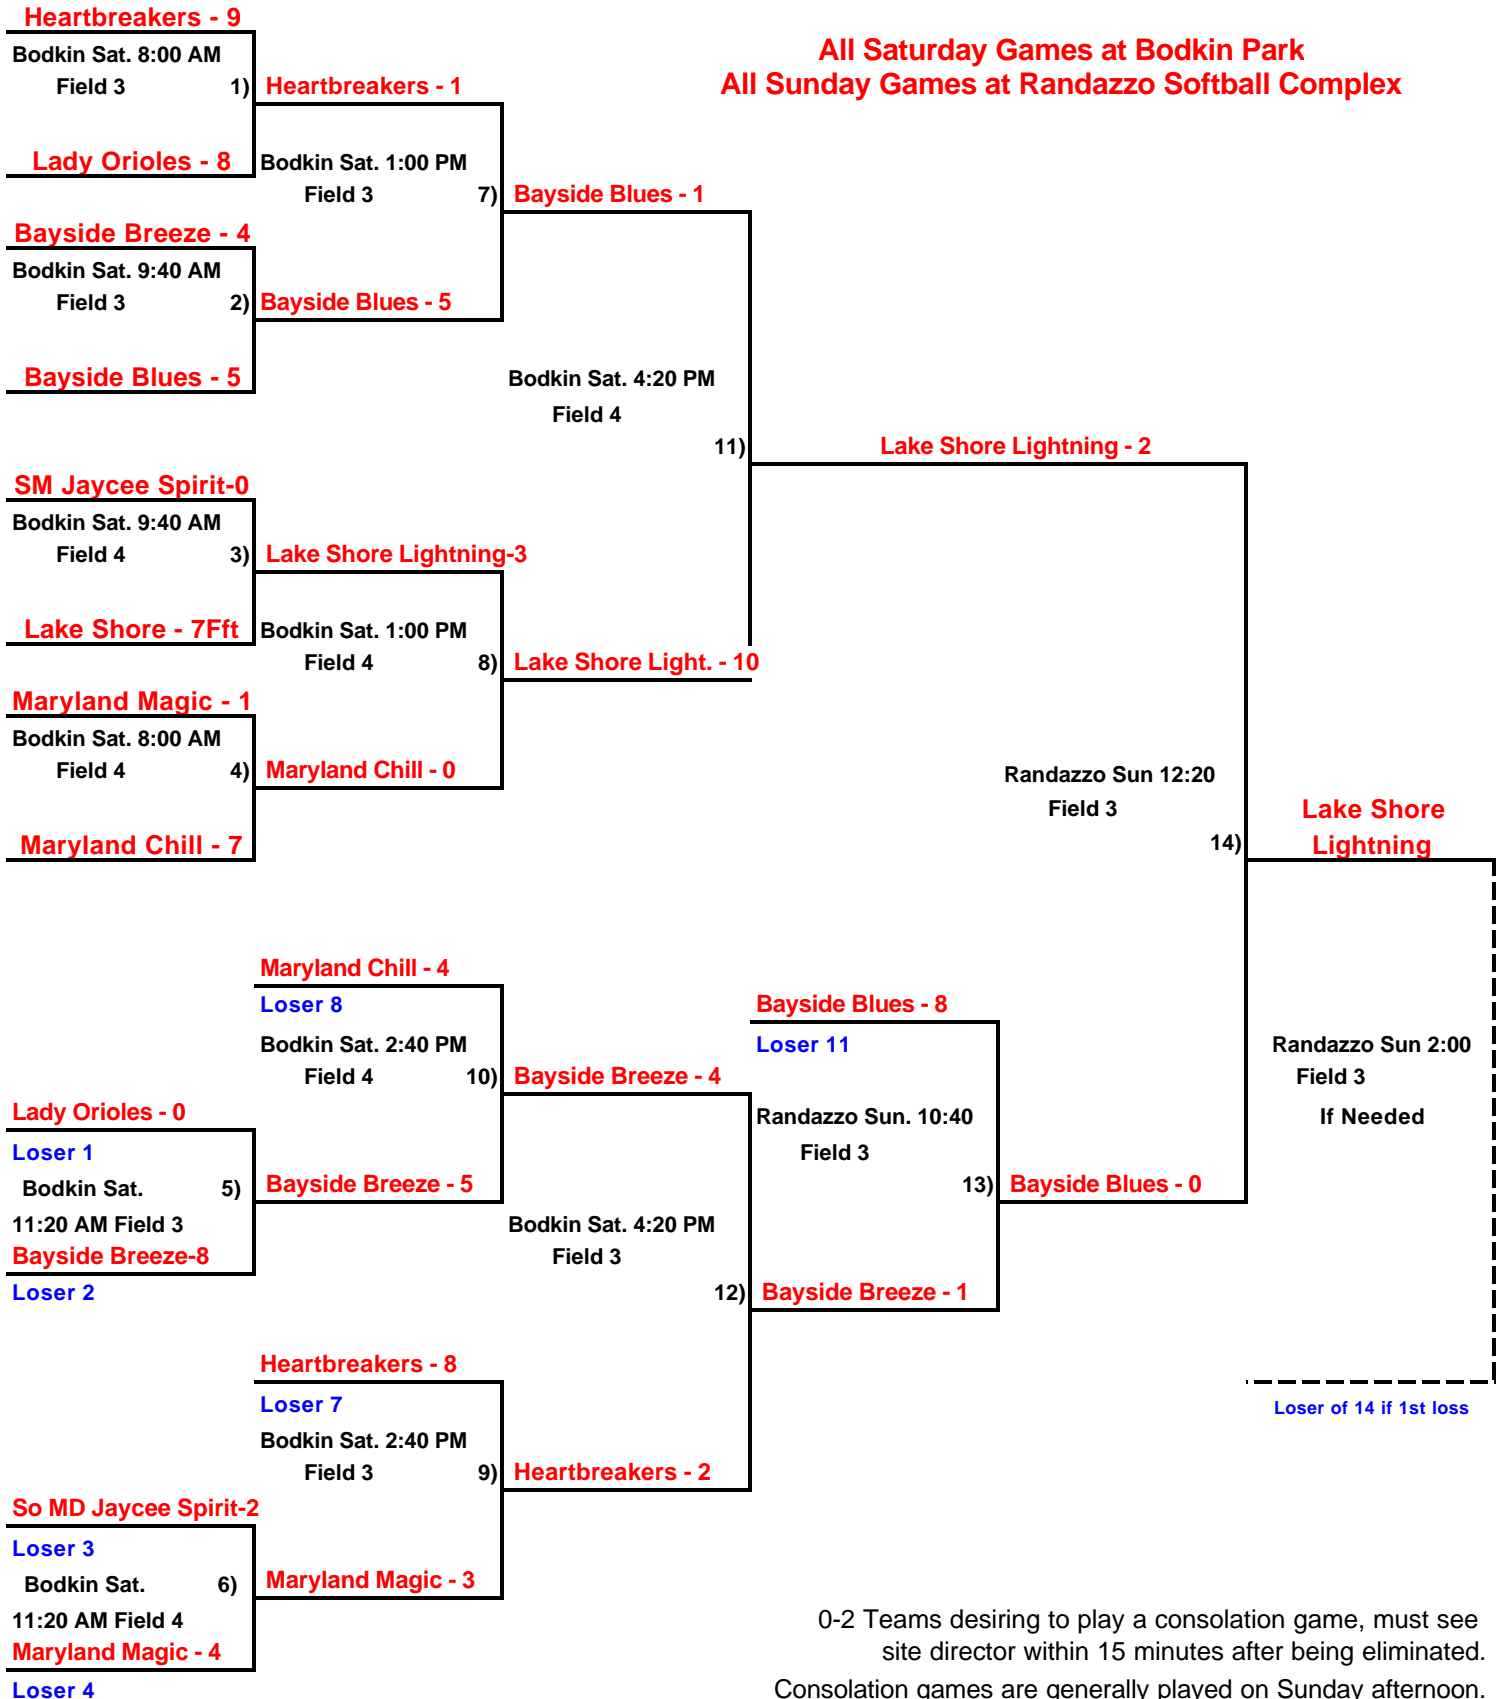 Heartbreakers - 9
Bodkin Sat. 8:00 AM
Field 3 1)
Heartbreakers - 1
All Saturday Games at Bodkin Park
All Sunday Games at Randazzo Softball Complex
Lady Orioles - 8
Bodkin Sat. 1:00 PM
Field 3 7)
Bayside Blues - 1
Bayside Breeze - 4
Bodkin Sat. 9:40 AM
Field 3 2)
Bayside Blues - 5
Bayside Blues - 5
Bodkin Sat. 4:20 PM
Field 4
11)
Lake Shore Lightning - 2
SM Jaycee Spirit-0
Bodkin Sat. 9:40 AM
Field 4 3)
Lake Shore Lightning-3
Lake Shore - 7Fft
Bodkin Sat. 1:00 PM
Field 4 8)
Lake Shore Light. - 10
Maryland Magic - 1
Bodkin Sat. 8:00 AM
Field 4 4)
Maryland Chill - 0
Maryland Chill - 7
Randazzo Sun 12:20
Field 3
14)
Lake Shore
Lightning
Maryland Chill - 4
Loser 8
Bodkin Sat. 2:40 PM
Field 4 10)
Bayside Breeze - 4
Bayside Blues - 8
Loser 11
Randazzo Sun. 10:40
Field 3
13)
Bayside Blues - 0
Randazzo Sun 2:00
Field 3
If Needed
Lady Orioles - 0
Loser 1
Bodkin Sat. 5)
11:20 AM Field 3
Bayside Breeze-8
Loser 2
Bayside Breeze - 5
Bodkin Sat. 4:20 PM
Field 3
12)
Bayside Breeze - 1
Heartbreakers - 8
Loser 7
Bodkin Sat. 2:40 PM
Field 3 9)
Heartbreakers - 2
Loser of 14 if 1st loss
So MD Jaycee Spirit-2
Loser 3
Bodkin Sat. 6)
11:20 AM Field 4
Maryland Magic - 4
Loser 4
Maryland Magic - 3
0-2 Teams desiring to play a consolation game, must see
site director within 15 minutes after being eliminated.
Consolation games are generally played on Sunday afternoon.